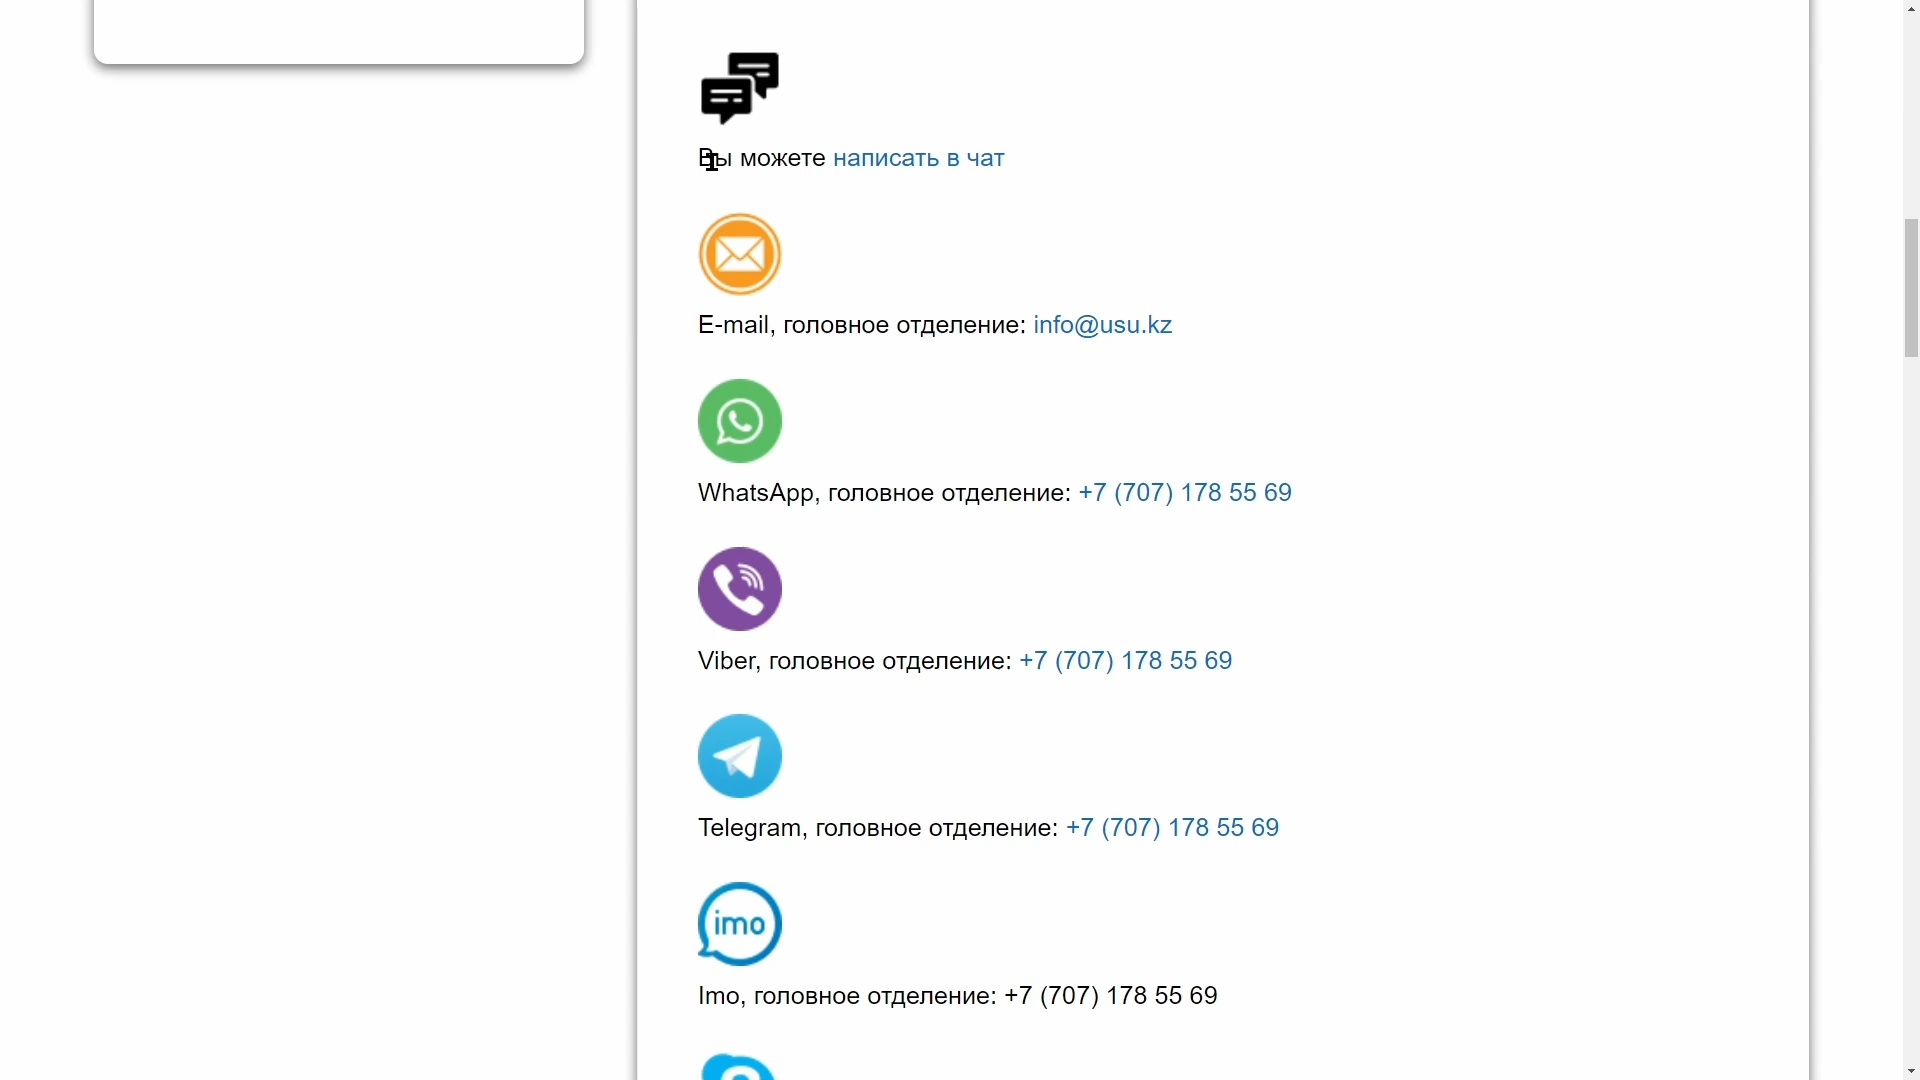 Вы можете написать в чат
E-mail, головное отделение: info@usu.kz
WhatsApp, головное отделение: +7 (707) 178 55 69
Viber, головное отделение: +7 (707) 178 55 69
Telegram, головное отделение: +7 (707) 178 55 69
imo
Imo, головное отделение: +7 (707) 178 55 69